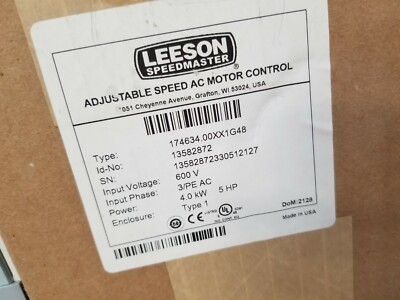 LEESON
SPEEDMASTER
ADJUSTABLE SPEED AC MOTOR CONTROL
2051 Cheyenne Avenue, Grafton, WI 53024, USA
Type: 174634.00XX1G48
Id-No: 13582872
SN: 13582872330512127
Input Voltage: 600 V
Input Phase: 3/PE AC
Power: 4.0 kW 5 HP
Enclosure: Type 1
LISTED
DoM:2128
Made in USA